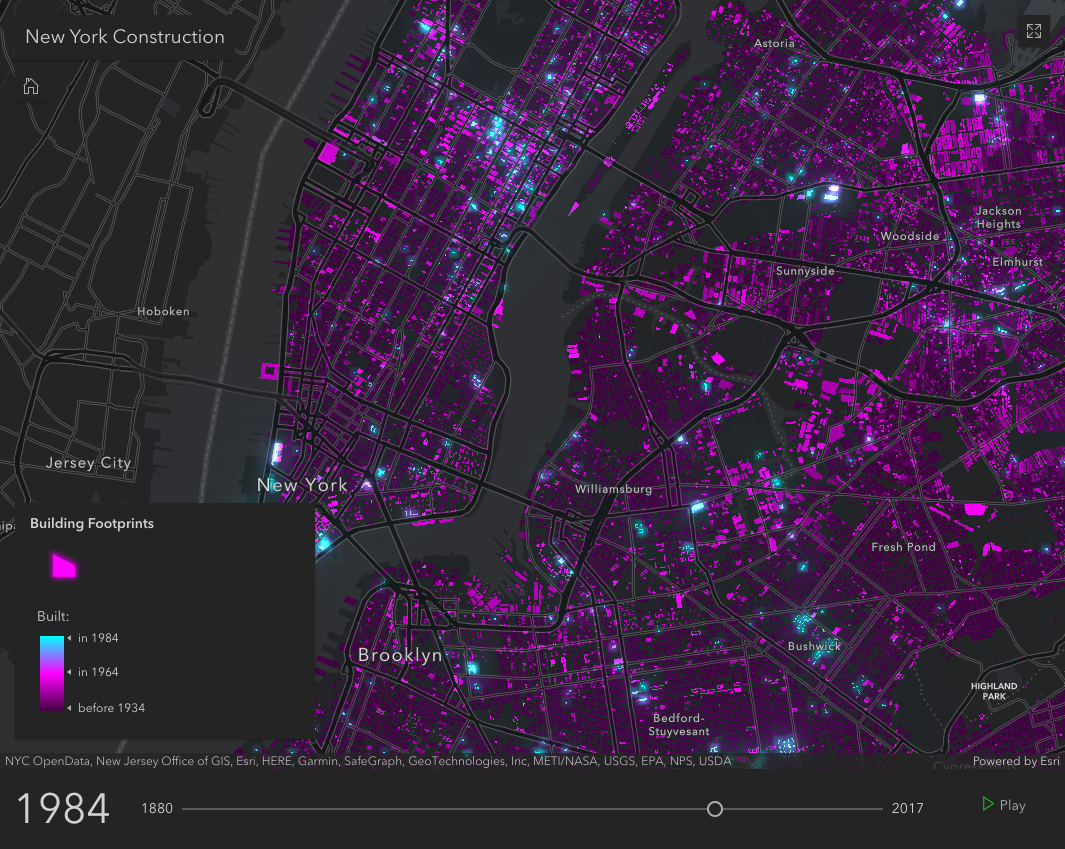 New York Construction
Astoria
Jackson
Heights
Woodside
Elmhurst
Sunnyside
Hoboken
Jersey City
New York
Williamsburg
Building Footprints
Fresh Pond
Built:
in 1984
in 1964
before 1934
Bushwick
Brooklyn
HIGHLAND
PARK
Bedford-
Stuyvesant
NYC OpenData, New Jersey Office of GIS, Esri, HERE, Garmin, SafeGraph, GeoTechnologies, Inc, METI/NASA, USGS, EPA, NPS, USDA
Powered by Esri
1984
1880
2017
Play